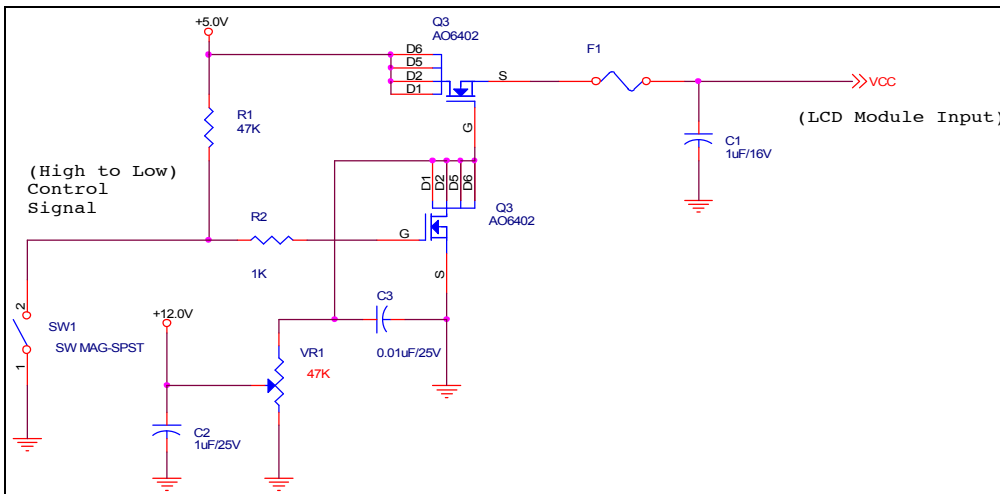 +5.0V
Q3
AO6402
D6
D5
D2
D1
S
G
F1
VCC
(LCD Module Input)
C1
1uF/16V
R1
47K
(High to Low)
Control
Signal
D1
D2
D5
D6
Q3
AO6402
R2
1K
G
S
2
1
SW1
SW MAG-SPST
+12.0V
C3
0.01uF/25V
VR1
47K
C2
1uF/25V